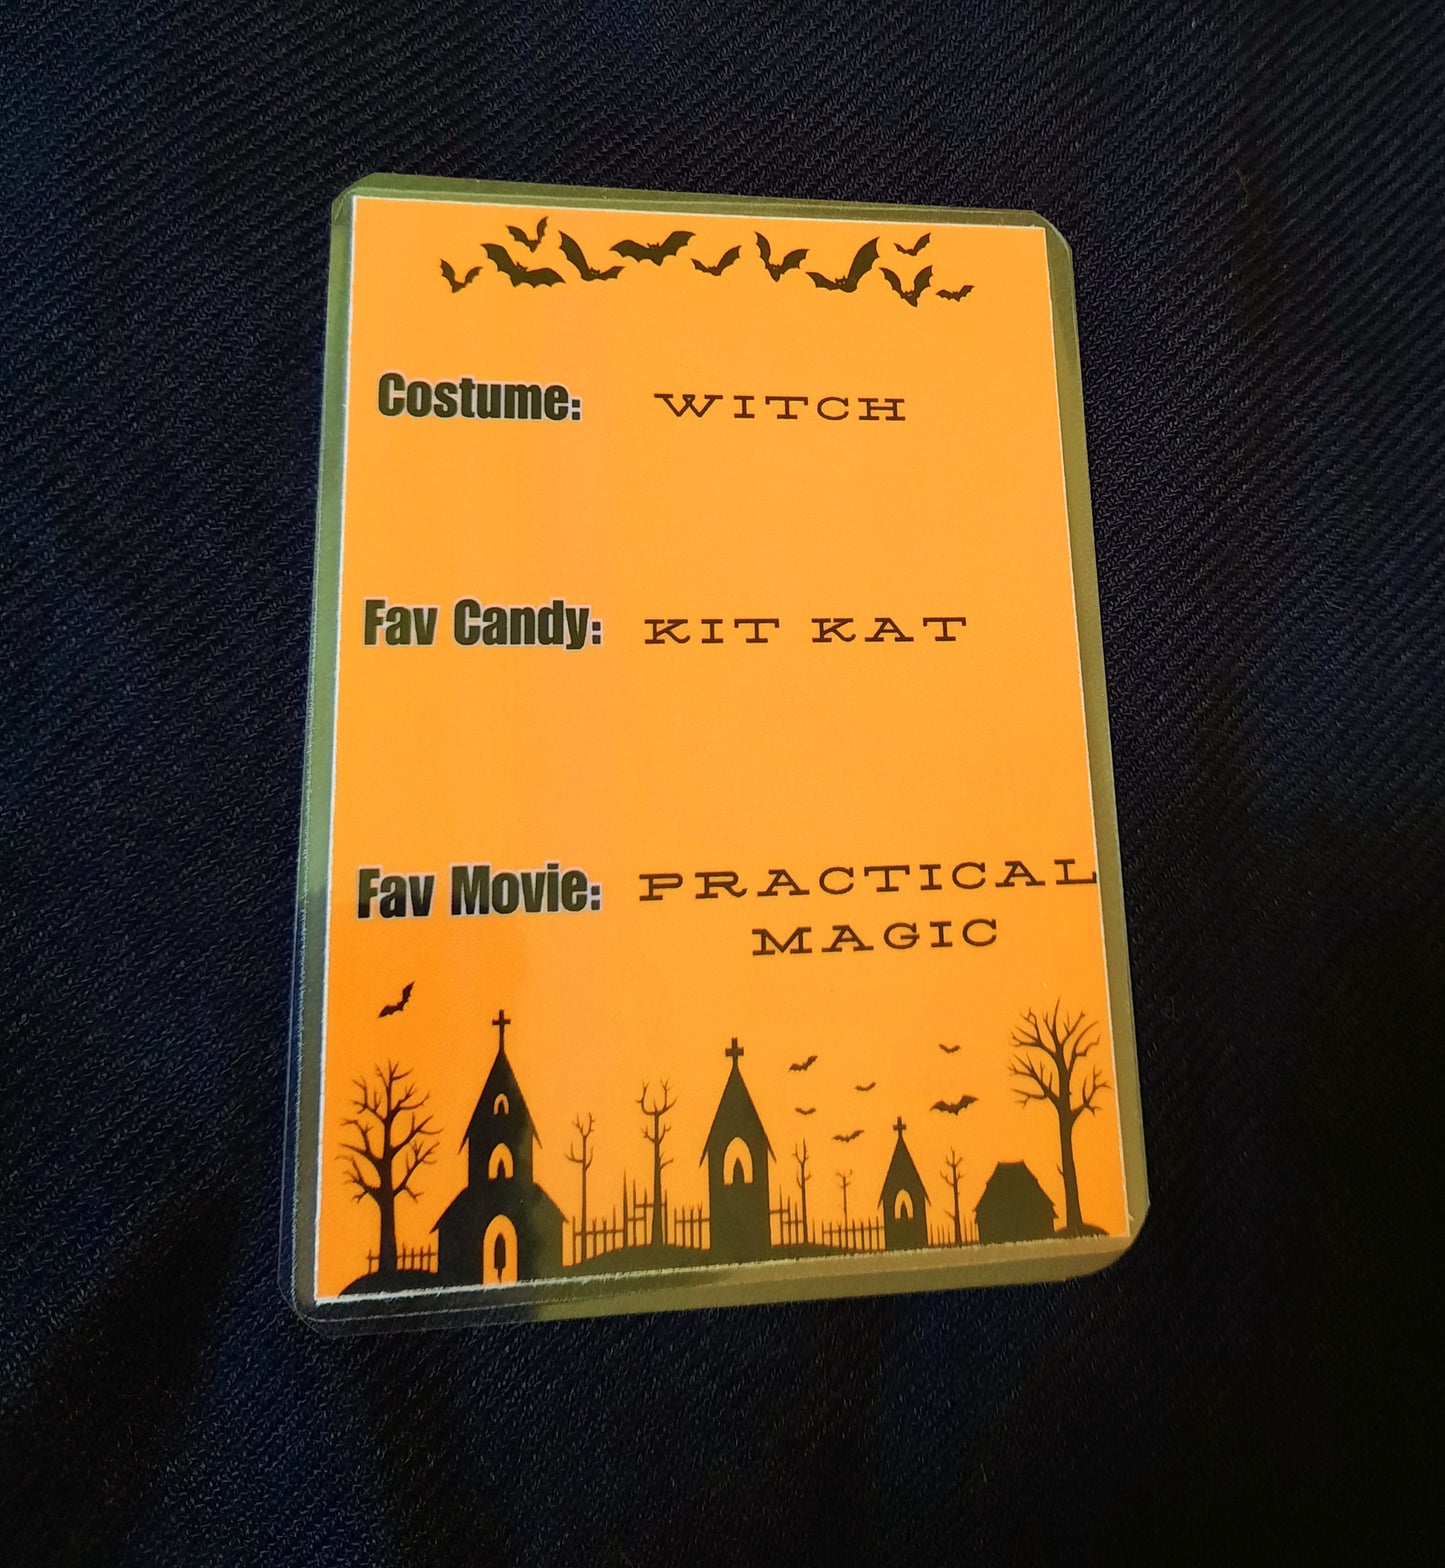 Costume: WITCH
Fav Candy: KIT KAT
Fav Movie: PRACTICAL
MAGIC